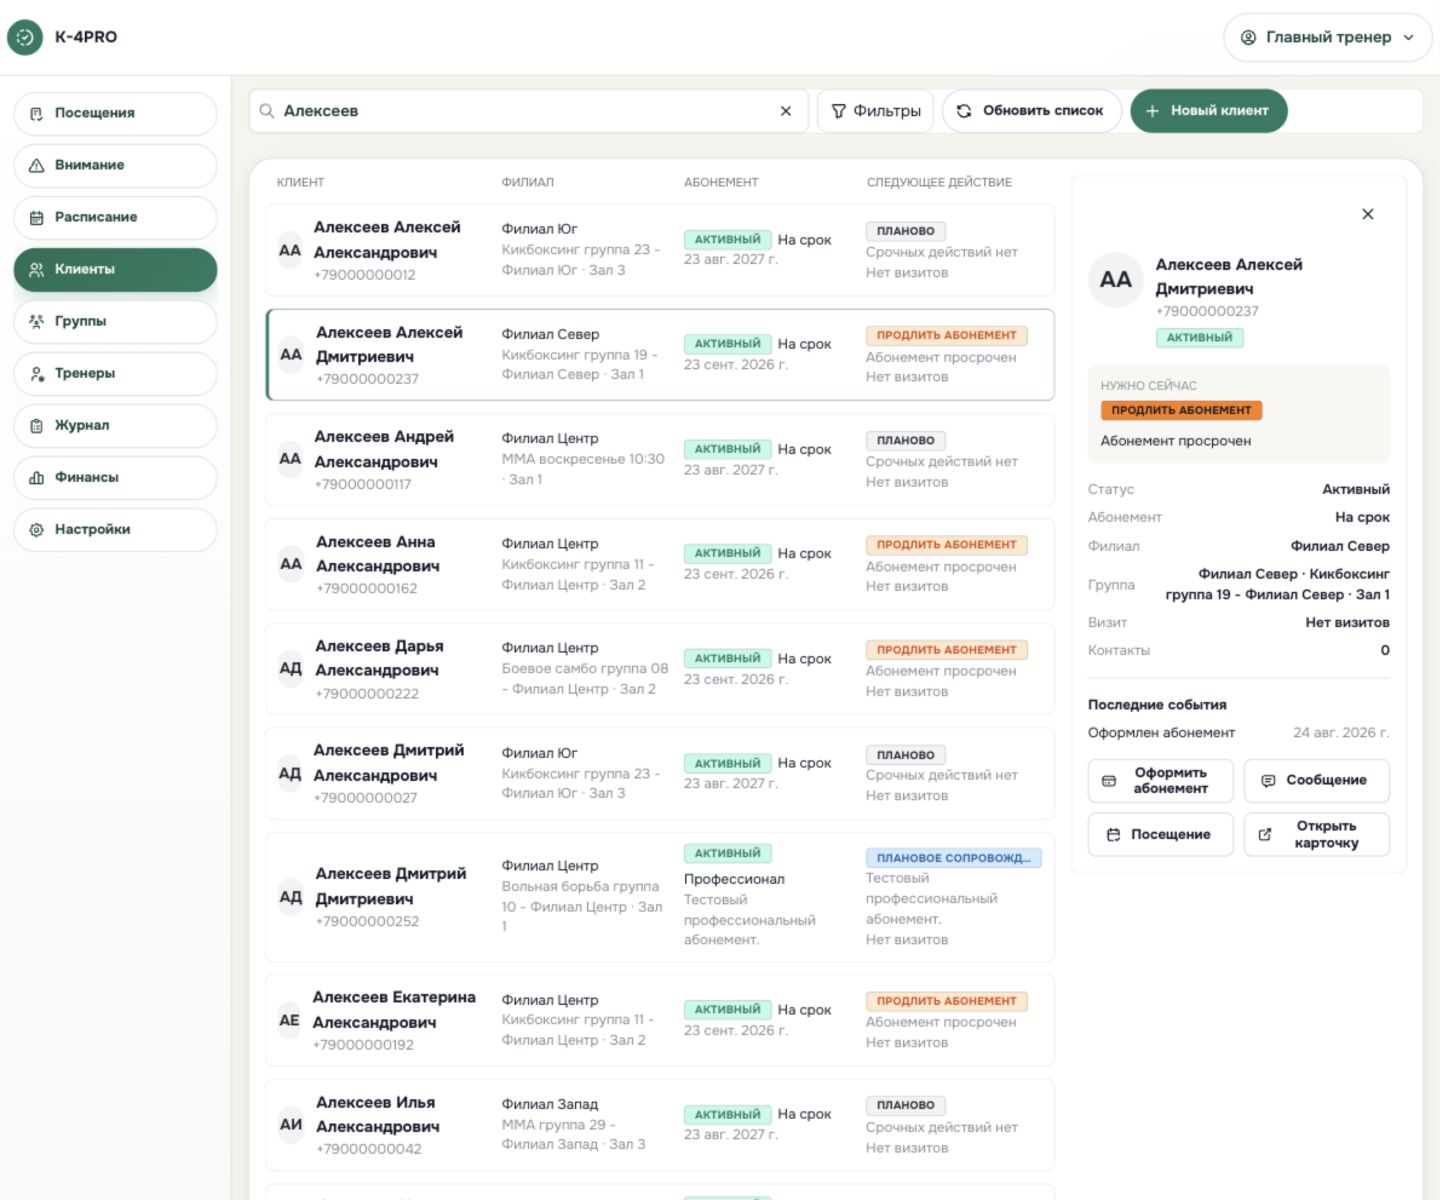 K-4PRO
Главный тренер
Посещения
Внимание
Расписание
Клиенты
Группы
Тренеры
Журнал
Финансы
Настройки
Алексеев
Фильтры
Обновить список
Новый клиент
КЛИЕНТ
ФИЛИАЛ
АБОНЕМЕНТ
СЛЕДУЮЩЕЕ ДЕЙСТВИЕ
АА
Алексеев Алексей
Александрович
+79000000012
Филиал Юг
Кикбоксинг группа 23 -
Филиал Юг · Зал 3
АКТИВНЫЙ На срок
23 авг. 2027 г.
ПЛАНОВО
Срочных действий нет
Нет визитов
АА
Алексеев Алексей
Дмитриевич
+79000000237
Филиал Север
Кикбоксинг группа 19 -
Филиал Север · Зал 1
АКТИВНЫЙ На срок
23 сент. 2026 г.
ПРОДЛИТЬ АБОНЕМЕНТ
Абонемент просрочен
Нет визитов
АА
Алексеев Андрей
Александрович
+79000000117
Филиал Центр
ММА воскресенье 10:30
· Зал 1
АКТИВНЫЙ На срок
23 авг. 2027 г.
ПЛАНОВО
Срочных действий нет
Нет визитов
АА
Алексеев Анна
Александрович
+79000000162
Филиал Центр
Кикбоксинг группа 11 -
Филиал Центр · Зал 2
АКТИВНЫЙ На срок
23 сент. 2026 г.
ПРОДЛИТЬ АБОНЕМЕНТ
Абонемент просрочен
Нет визитов
АД
Алексеев Дарья
Александрович
+79000000222
Филиал Центр
Боевое самбо группа 08
- Филиал Центр · Зал 2
АКТИВНЫЙ На срок
23 сент. 2026 г.
ПРОДЛИТЬ АБОНЕМЕНТ
Абонемент просрочен
Нет визитов
АД
Алексеев Дмитрий
Александрович
+79000000027
Филиал Юг
Кикбоксинг группа 23 -
Филиал Юг · Зал 3
АКТИВНЫЙ На срок
23 авг. 2027 г.
ПЛАНОВО
Срочных действий нет
Нет визитов
АД
Алексеев Дмитрий
Дмитриевич
+79000000252
Филиал Центр
Вольная борьба группа
10 - Филиал Центр · Зал
1
АКТИВНЫЙ
Профессионал
Тестовый
профессиональный
абонемент.
ПЛАНОВОЕ СОПРОВОЖД...
Тестовый
профессиональный
абонемент.
Нет визитов
АЕ
Алексеев Екатерина
Александрович
+79000000192
Филиал Центр
Кикбоксинг группа 11 -
Филиал Центр · Зал 2
АКТИВНЫЙ На срок
23 сент. 2026 г.
ПРОДЛИТЬ АБОНЕМЕНТ
Абонемент просрочен
Нет визитов
АИ
Алексеев Илья
Александрович
+79000000042
Филиал Запад
ММА группа 29 -
Филиал Запад · Зал 3
АКТИВНЫЙ На срок
23 авг. 2027 г.
ПЛАНОВО
Срочных действий нет
Нет визитов
АА
Алексеев Алексей
Дмитриевич
+79000000237
АКТИВНЫЙ
НУЖНО СЕЙЧАС
ПРОДЛИТЬ АБОНЕМЕНТ
Абонемент просрочен
Статус Активный
Абонемент На срок
Филиал Филиал Север
Группа Филиал Север · Кикбоксинг
группа 19 - Филиал Север · Зал 1
Визит Нет визитов
Контакты 0
Последние события
Оформлен абонемент 24 авг. 2026 г.
Оформить
абонемент
Сообщение
Посещение
Открыть
карточку